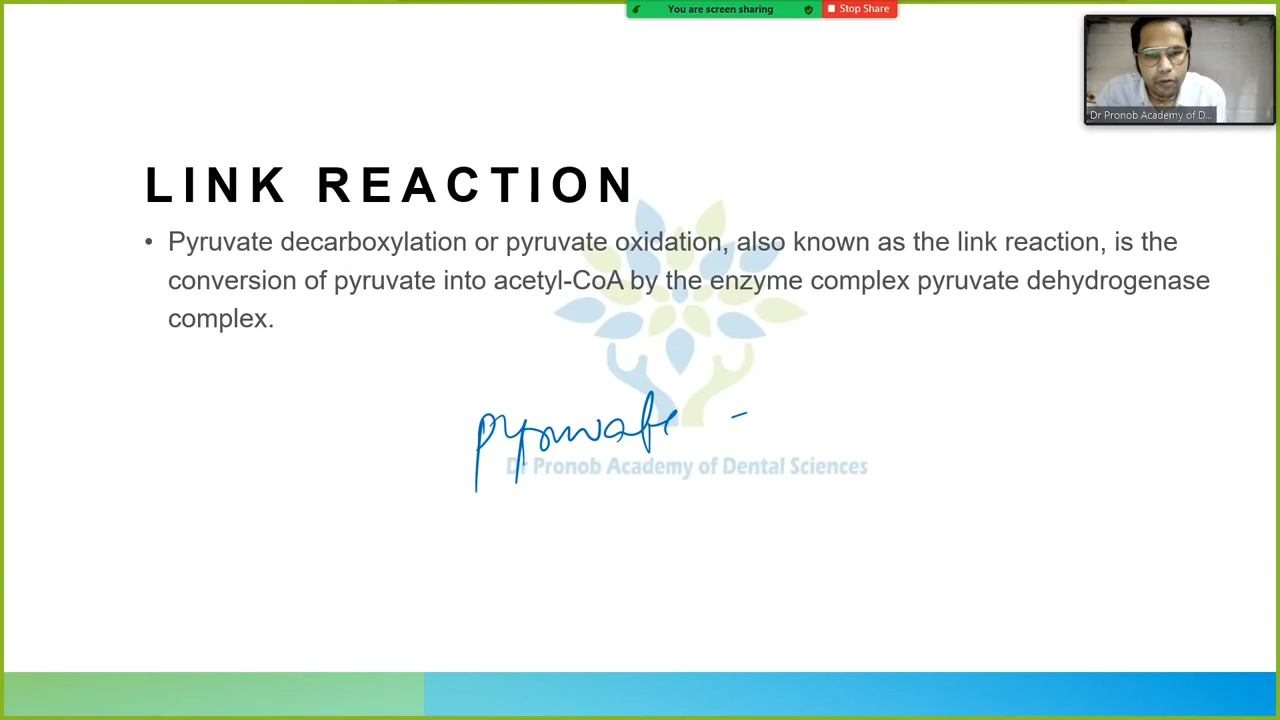 You are screen sharing
Stop Share
Dr Pronob Academy of D...
LINK REACTION
• Pyruvate decarboxylation or pyruvate oxidation, also known as the link reaction, is the
conversion of pyruvate into acetyl-CoA by the enzyme complex pyruvate dehydrogenase
complex.
pyruvate -
Dr Pronob Academy of Dental Sciences